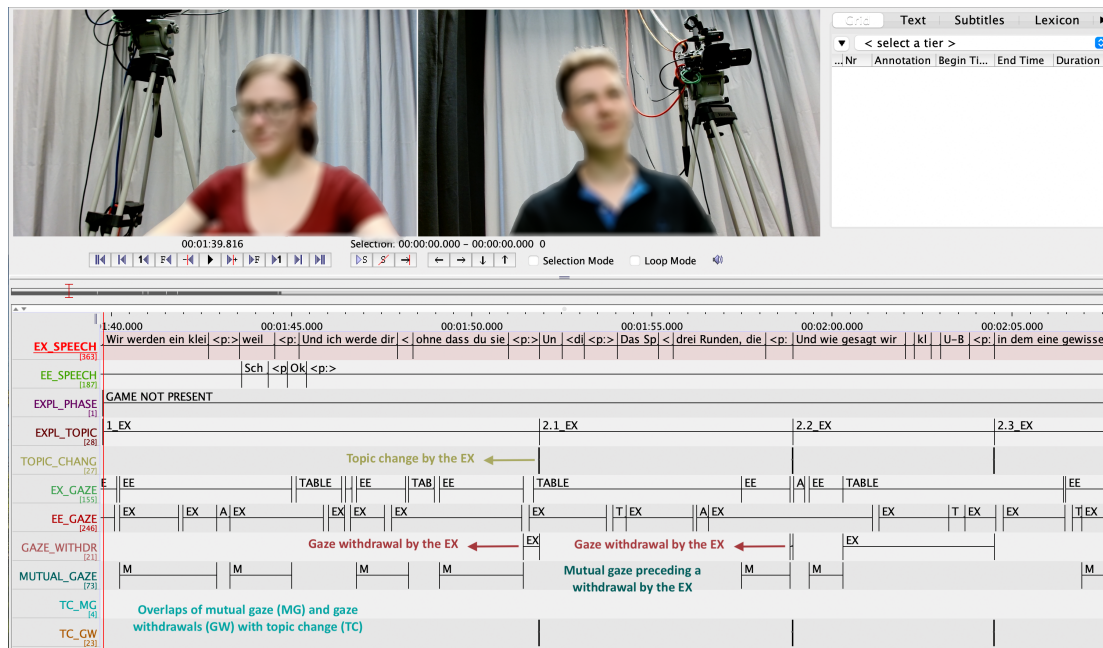 Grid Text Subtitles Lexicon
< select a tier >
... Nr Annotation Begin Ti... End Time Duration
00:01:39.816 Selection: 00:00:00.000 - 00:00:00.000 0
Selection Mode Loop Mode
1:40.000 00:01:45.000 00:01:50.000 00:01:55.000 00:02:00.000 00:02:05.000
EX_SPEECH Wir werden ein klei <p:> weil <p: Und ich werde dir < ohne dass du sie <p:> Un <di <p:> Das Sp < drei Runden, die <p: Und wie gesagt wir kl U-B <p: in dem eine gewisse
[363]
EE_SPEECH Sch <p Ok <p:>
[187]
EXPL_PHASE GAME NOT PRESENT
[1]
EXPL_TOPIC 1_EX 2.1_EX 2.2_EX 2.3_EX
[28]
TOPIC_CHANG Topic change by the EX
[27]
EX_GAZE E EE TABLE EE TAB EE TABLE EE A EE TABLE EE
[155]
EE_GAZE EX EX A EX EX EX EX EX T EX A EX EX T EX EX T EX
[246]
GAZE_WITHDR Gaze withdrawal by the EX EX Gaze withdrawal by the EX EX
[21]
MUTUAL_GAZE M M M M Mutual gaze preceding a M M M
[73] withdrawal by the EX
TC_MG Overlaps of mutual gaze (MG) and gaze
[4] withdrawals (GW) with topic change (TC)
TC_GW
[23]